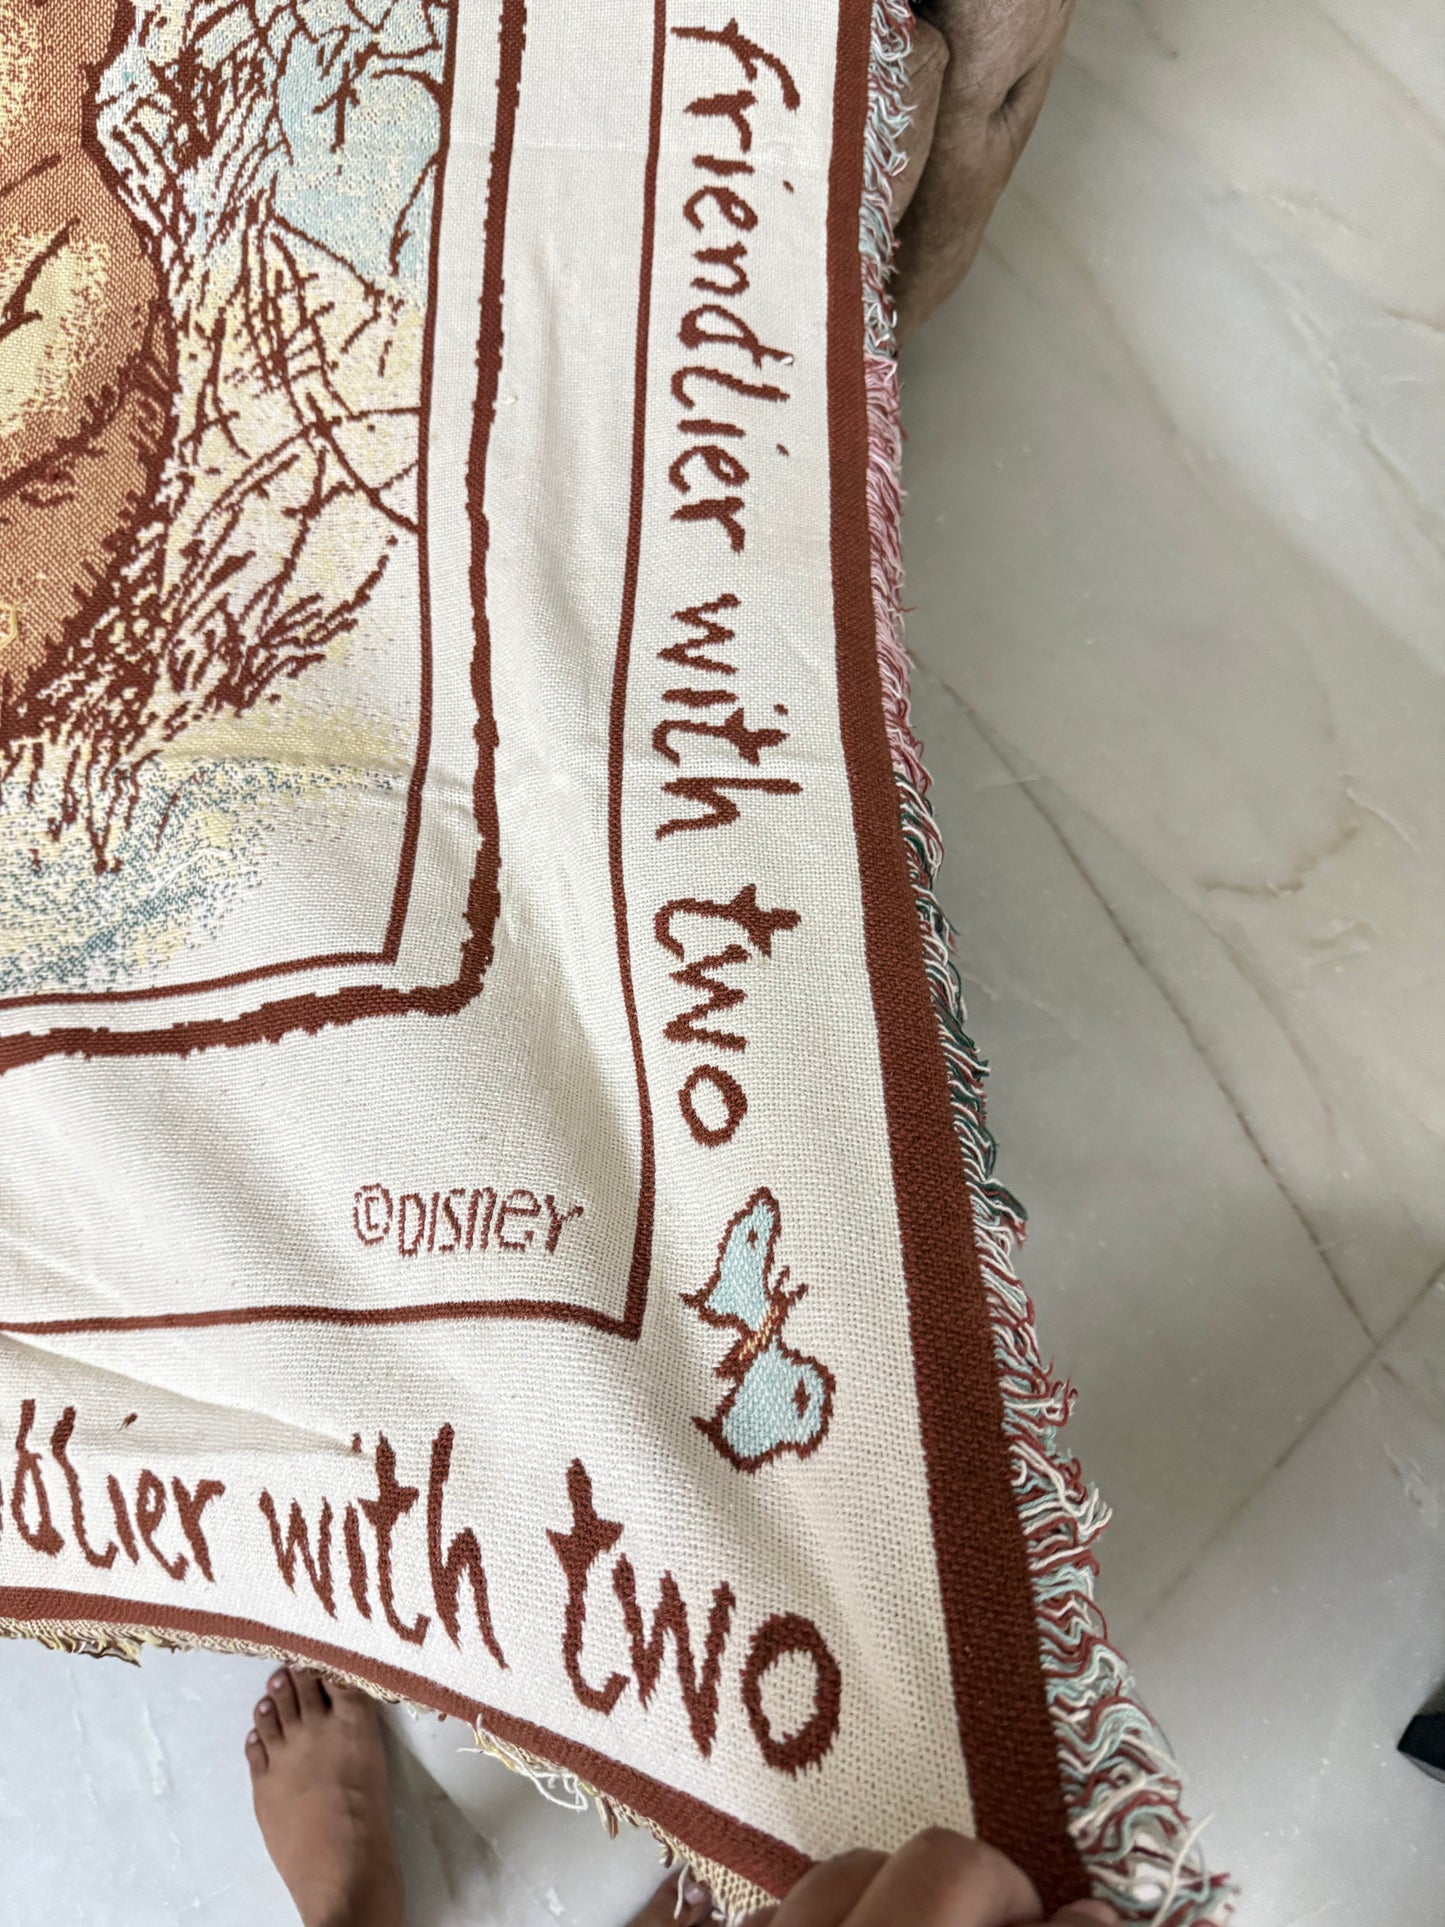 friendlier with two
©DISNEY
dlier with two